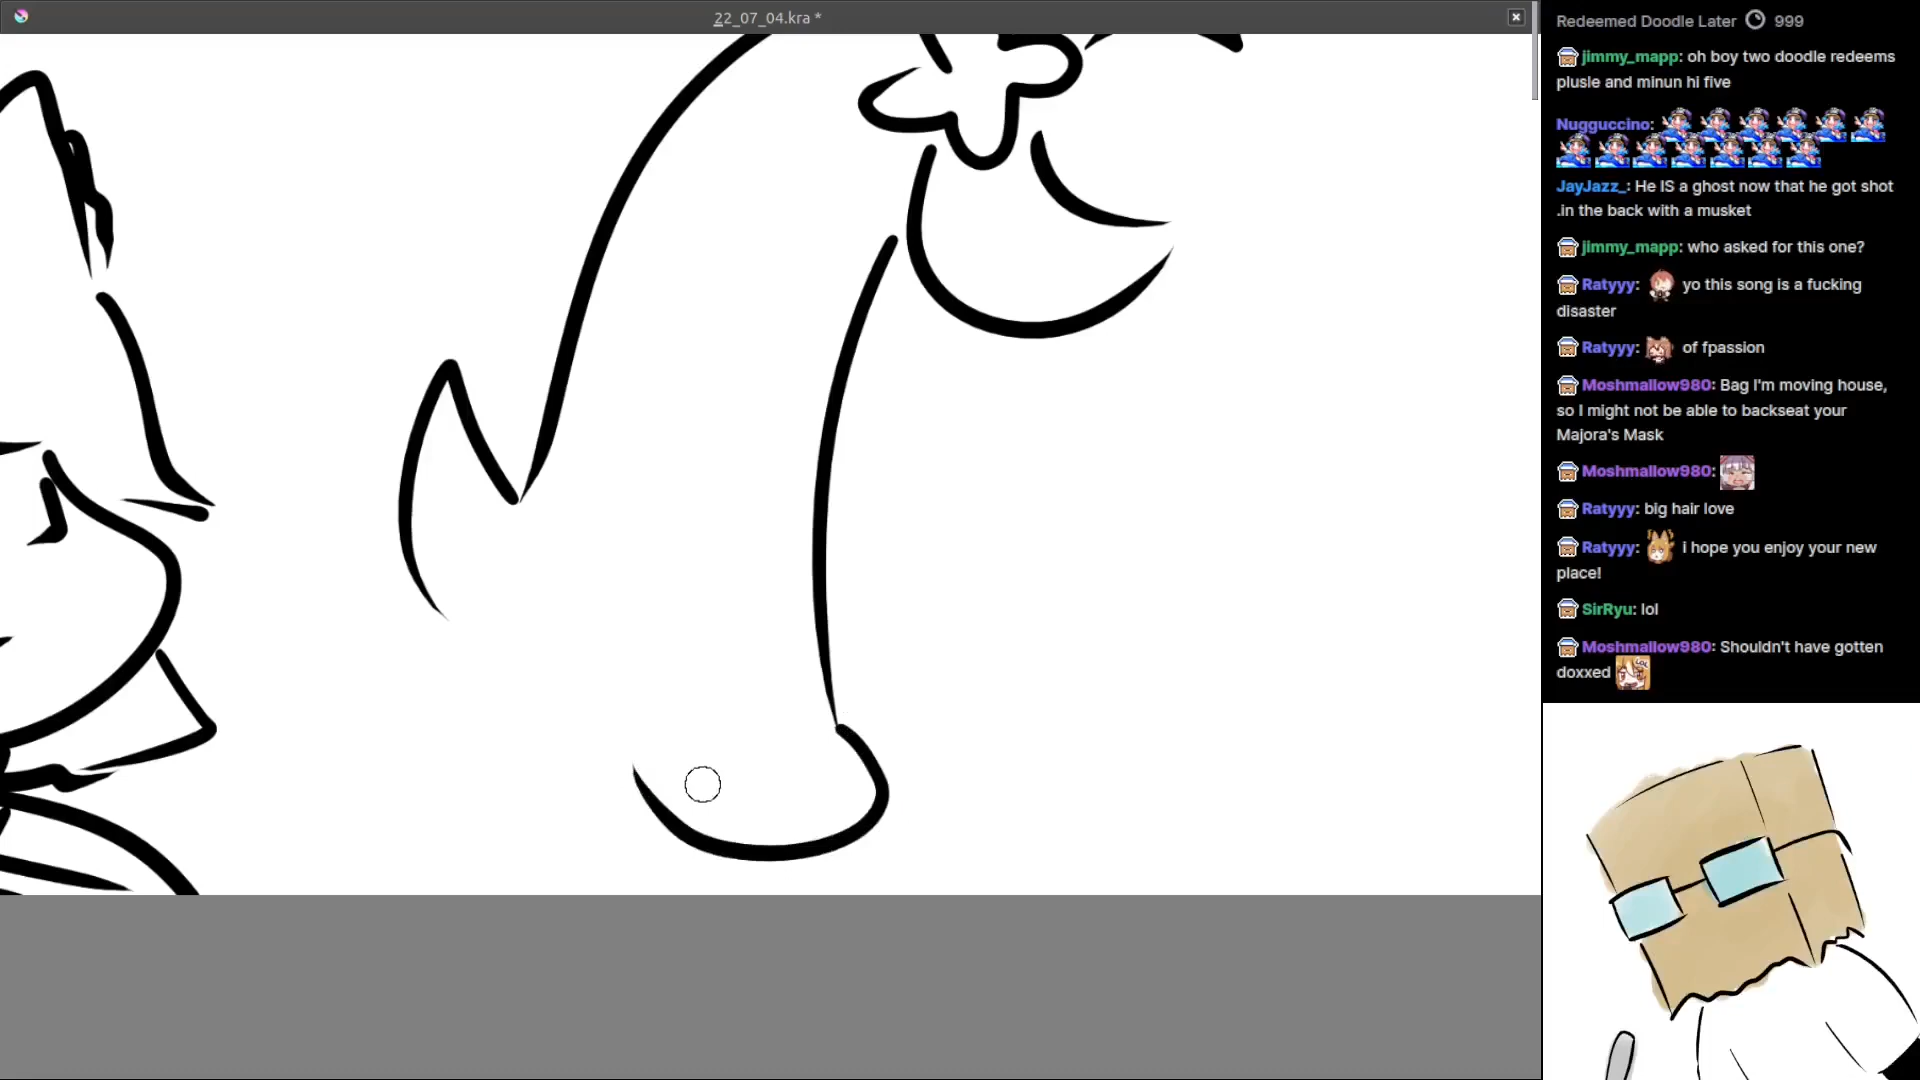 22_07_04.kra *
Redeemed Doodle Later 999
jimmy_mapp: oh boy two doodle redeems
plusle and minun hi five
Nugguccino:
JayJazz_: He IS a ghost now that he got shot
.in the back with a musket
jimmy_mapp: who asked for this one?
Ratyyy: yo this song is a fucking
disaster
Ratyyy: of fpassion
Moshmallow980: Bag I'm moving house,
so I might not be able to backseat your
Majora's Mask
Moshmallow980:
Ratyyy: big hair love
Ratyyy: i hope you enjoy your new
place!
SirRyu: lol
Moshmallow980: Shouldn't have gotten
doxxed